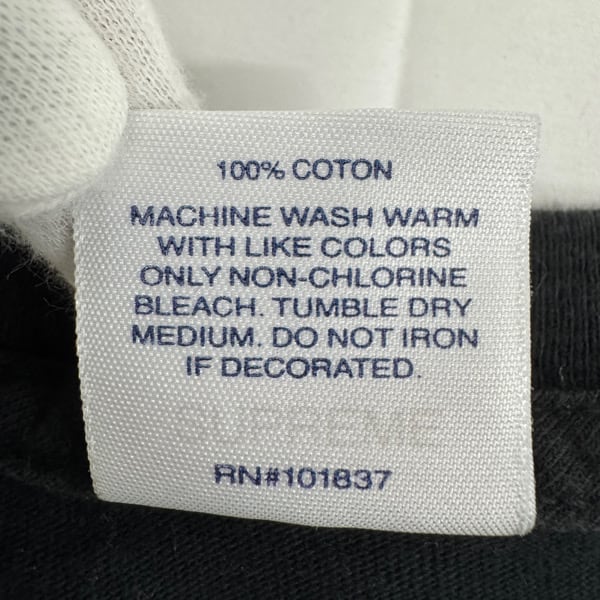 100% COTON
MACHINE WASH WARM
WITH LIKE COLORS
ONLY NON-CHLORINE
BLEACH. TUMBLE DRY
MEDIUM. DO NOT IRON
IF DECORATED.
SUPREME
RN#101837